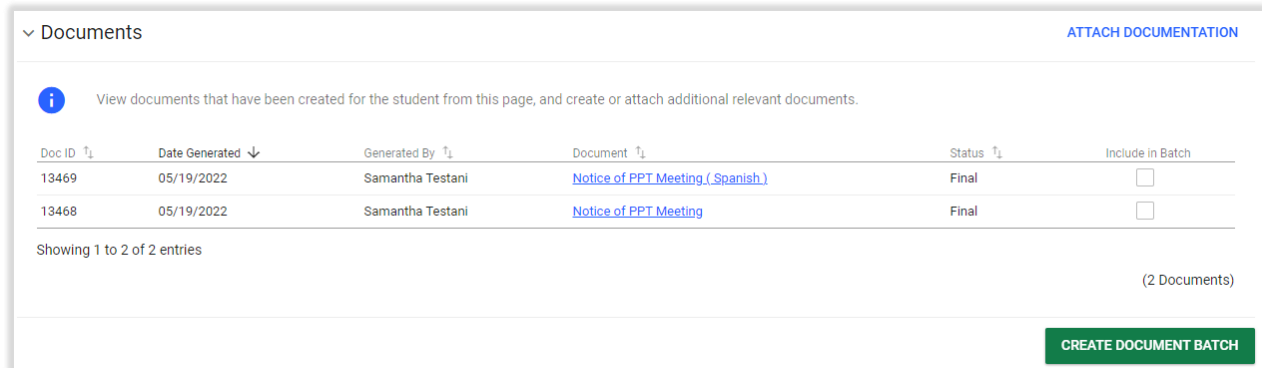 Documents ATTACH DOCUMENTATION
View documents that have been created for the student from this page, and create or attach additional relevant documents.
Doc ID Date Generated Generated By Document Status Include in Batch
13469 05/19/2022 Samantha Testani Notice of PPT Meeting ( Spanish ) Final
13468 05/19/2022 Samantha Testani Notice of PPT Meeting Final
Showing 1 to 2 of 2 entries
(2 Documents)
CREATE DOCUMENT BATCH